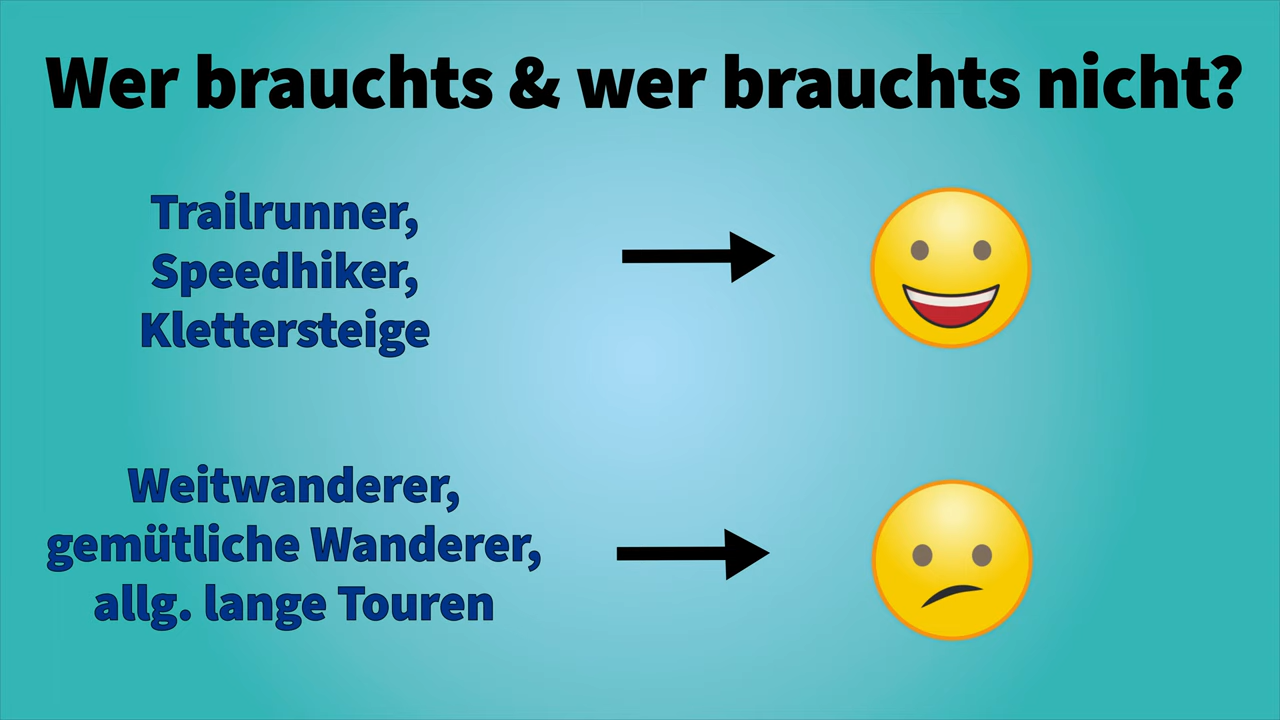 Wer brauchts & wer brauchts nicht?
Trailrunner,
Speedhiker,
Klettersteige
Weitwanderer,
gemütliche Wanderer,
allg. lange Touren